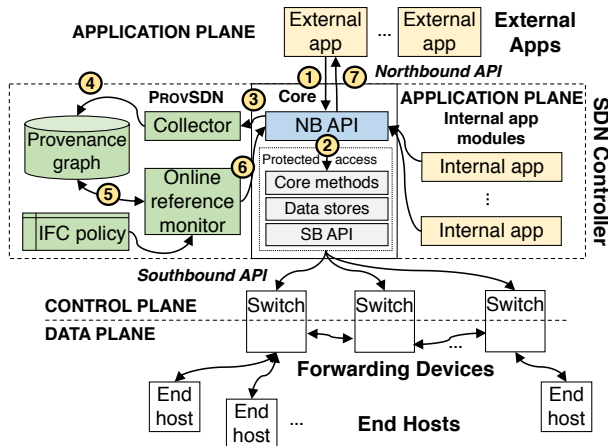 APPLICATION PLANE
External
app
...
External
app
External
Apps
1
7
Northbound API
4
PROVSDN
3
Core
APPLICATION PLANE
Internal app
modules
SDN Controller
Collector
NB API
Provenance
graph
2
Protected access
6
Internal app
Core methods
5
Online
reference
monitor
Data stores
...
IFC policy
SB API
Internal app
Southbound API
CONTROL PLANE
Switch
Switch
Switch
DATA PLANE
...
Forwarding Devices
End
host
End
host
...
End Hosts
End
host